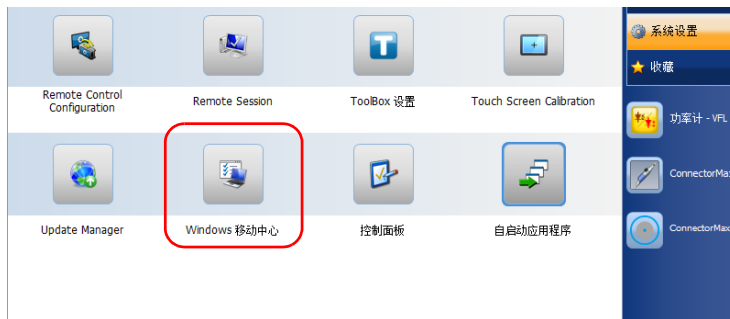 Remote Control
Configuration
Remote Session
ToolBox 设置
Touch Screen Calibration
Update Manager
Windows 移动中心
控制面板
自启动应用程序
系统设置
收藏
功率计 - VFL
ConnectorMax
ConnectorMax